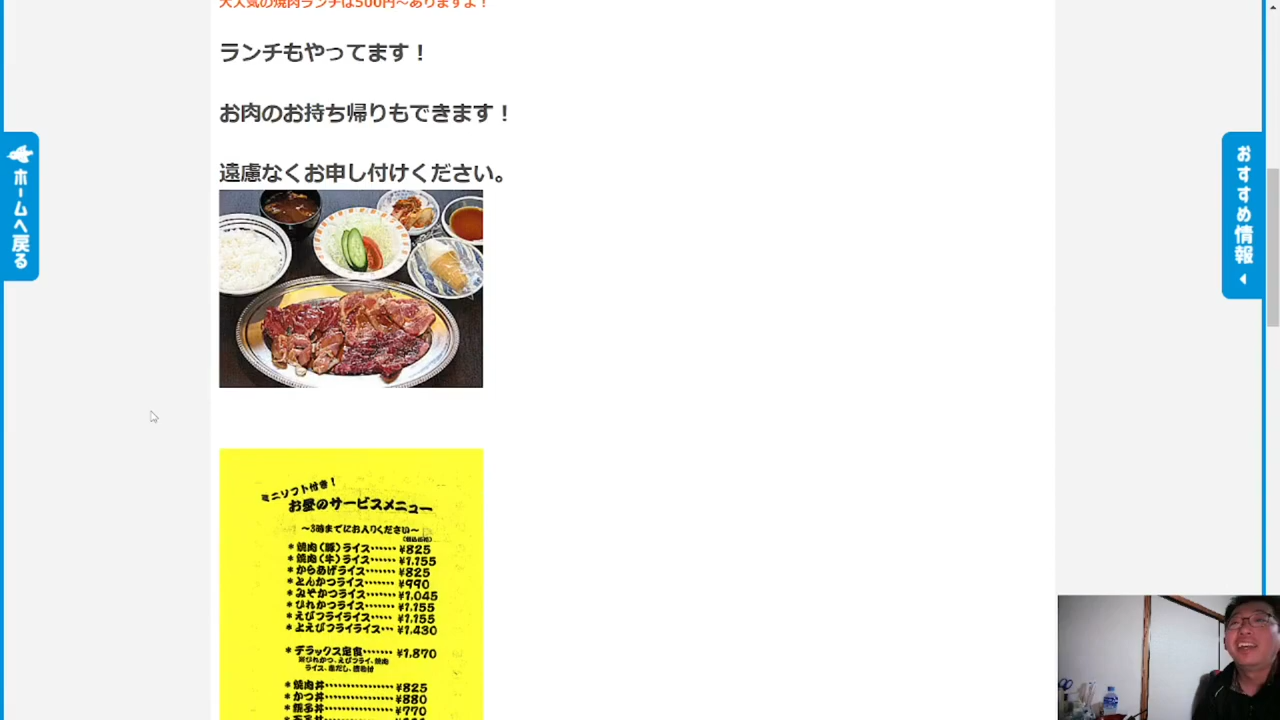 大人気の焼肉ランチは500円～ありますよ！
ランチもやってます！
お肉のお持ち帰りもできます！
遠慮なくお申し付けください。
ホームへ戻る
おすすめ情報
ミニソフト付き！
お昼のサービスメニュー
～3時までにお入りください～
(税込価格)
＊焼肉(豚)ライス……¥825
＊焼肉(牛)ライス……¥1,155
＊からあげライス……¥825
＊とんかつライス……¥990
＊みそかつライス……¥1,045
＊ひれかつライス……¥1,155
＊えびフライライス……¥1,155
＊上えびフライライス…¥1,430
＊デラックス定食……¥1,870
＊焼肉丼……¥825
＊かつ丼……¥880
＊親子丼……¥770